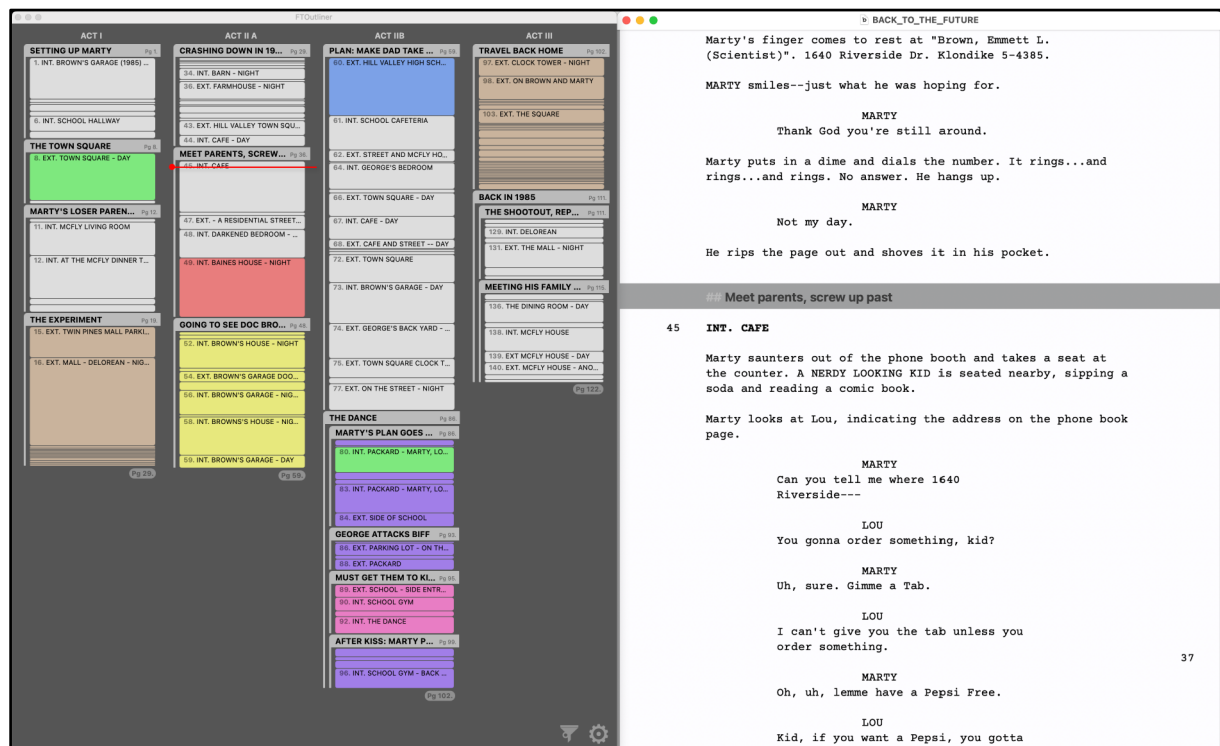 FTOutliner
ACT I
SETTING UP MARTY Pg 1.
1. INT. BROWN'S GARAGE (1985) ...
6. INT. SCHOOL HALLWAY
THE TOWN SQUARE Pg 8.
8. EXT. TOWN SQUARE - DAY
MARTY'S LOSER PAREN... Pg 12.
11. INT. MCFLY LIVING ROOM
12. INT. AT THE MCFLY DINNER T...
THE EXPERIMENT Pg 19.
15. EXT. TWIN PINES MALL PARKI...
16. EXT. MALL - DELOREAN - NIG...
Pg 29.
ACT II A
CRASHING DOWN IN 19... Pg 29.
34. INT. BARN - NIGHT
36. EXT. FARMHOUSE - NIGHT
43. EXT. HILL VALLEY TOWN SQU...
44. INT. CAFE - DAY
MEET PARENTS, SCREW... Pg 36.
45. INT. CAFE
47. EXT. - A RESIDENTIAL STREET...
48. INT. DARKENED BEDROOM - ...
49. INT. BAINES HOUSE - NIGHT
GOING TO SEE DOC BRO... Pg 48.
52. INT. BROWN'S HOUSE - NIGHT
54. EXT. BROWN'S GARAGE DOO...
56. INT. BROWN'S GARAGE - NIG...
58. INT. BROWNS'S HOUSE - NIG...
59. INT. BROWN'S GARAGE - DAY
Pg 59.
ACT IIB
PLAN: MAKE DAD TAKE ... Pg 59.
60. EXT. HILL VALLEY HIGH SCH...
61. INT. SCHOOL CAFETERIA
62. EXT. STREET AND MCFLY HO...
64. INT. GEORGE'S BEDROOM
66. EXT. TOWN SQUARE - DAY
67. INT. CAFE - DAY
68. EXT. CAFE AND STREET -- DAY
72. EXT. TOWN SQUARE
73. INT. BROWN'S GARAGE - DAY
74. EXT. GEORGE'S BACK YARD - ...
75. EXT. TOWN SQUARE CLOCK T...
77. EXT. ON THE STREET - NIGHT
THE DANCE Pg 86.
MARTY'S PLAN GOES ... Pg 86.
80. INT. PACKARD - MARTY, LO...
83. INT. PACKARD - MARTY, LO...
84. EXT. SIDE OF SCHOOL
GEORGE ATTACKS BIFF Pg 93.
86. EXT. PARKING LOT - ON TH...
88. EXT. PACKARD
MUST GET THEM TO KI... Pg 95.
89. EXT. SCHOOL - SIDE ENTR...
90. INT. SCHOOL GYM
92. INT. THE DANCE
AFTER KISS: MARTY P... Pg 99.
96. INT. SCHOOL GYM - BACK ...
Pg 102.
ACT III
TRAVEL BACK HOME Pg 102.
97. EXT. CLOCK TOWER - NIGHT
98. EXT. ON BROWN AND MARTY
103. EXT. THE SQUARE
BACK IN 1985 Pg 111.
THE SHOOTOUT, REP... Pg 111.
129. INT. DELOREAN
131. EXT. THE MALL - NIGHT
MEETING HIS FAMILY ... Pg 115.
136. THE DINING ROOM - DAY
138. INT. MCFLY HOUSE
139. EXT MCFLY HOUSE - DAY
140. EXT. MCFLY HOUSE - ANO...
Pg 122.
b BACK_TO_THE_FUTURE
Marty's finger comes to rest at "Brown, Emmett L.
(Scientist)". 1640 Riverside Dr. Klondike 5-4385.
MARTY smiles--just what he was hoping for.
MARTY
Thank God you're still around.
Marty puts in a dime and dials the number. It rings...and
rings...and rings. No answer. He hangs up.
MARTY
Not my day.
He rips the page out and shoves it in his pocket.
## Meet parents, screw up past
45 INT. CAFE
Marty saunters out of the phone booth and takes a seat at
the counter. A NERDY LOOKING KID is seated nearby, sipping a
soda and reading a comic book.
Marty looks at Lou, indicating the address on the phone book
page.
MARTY
Can you tell me where 1640
Riverside---
LOU
You gonna order something, kid?
MARTY
Uh, sure. Gimme a Tab.
LOU
I can't give you the tab unless you
order something.
37
MARTY
Oh, uh, lemme have a Pepsi Free.
LOU
Kid, if you want a Pepsi, you gotta